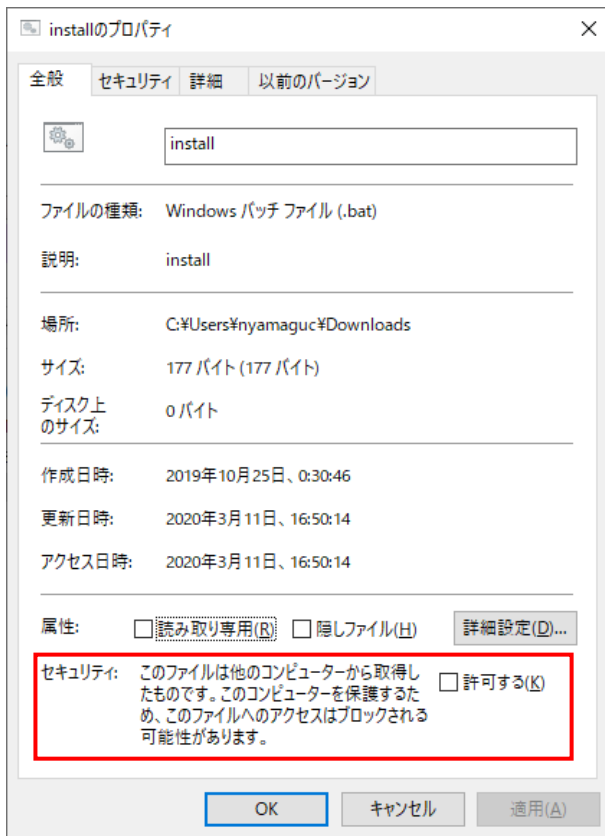 installのプロパティ
全般 セキュリティ 詳細 以前のバージョン
install
ファイルの種類: Windows バッチ ファイル (.bat)
説明: install
場所: C:¥Users¥nyamaguc¥Downloads
サイズ: 177 バイト (177 バイト)
ディスク上
のサイズ: 0 バイト
作成日時: 2019年10月25日、0:30:46
更新日時: 2020年3月11日、16:50:14
アクセス日時: 2020年3月11日、16:50:14
属性: 読み取り専用(R) 隠しファイル(H) 詳細設定(D)...
セキュリティ: このファイルは他のコンピューターから取得し
たものです。このコンピューターを保護するた
め、このファイルへのアクセスはブロックされる
可能性があります。
許可する(K)
OK キャンセル 適用(A)